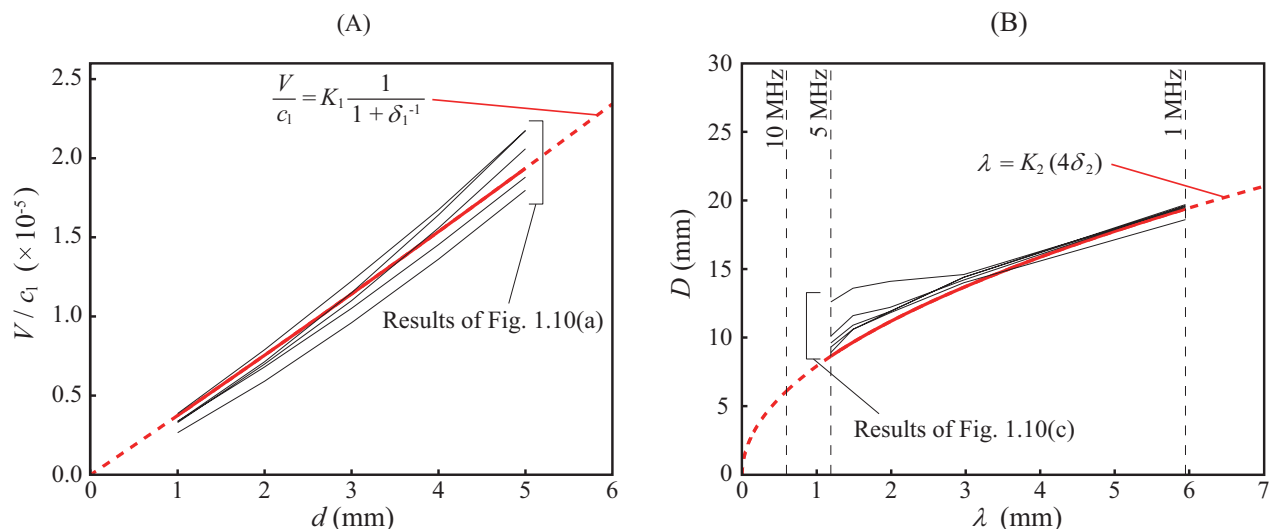 (A)
2.5
2.0
1.5
1.0
0.5
0.0
V / c₁ (×10⁻⁵)
V/c₁ = K₁ 1/(1 + δ₁⁻¹)
Results of Fig. 1.10(a)
0 1 2 3 4 5 6
d (mm)
(B)
30
25
20
15
10
5
0
D (mm)
10 MHz
5 MHz
1 MHz
λ = K₂ (4δ₂)
Results of Fig. 1.10(c)
0 1 2 3 4 5 6 7
λ (mm)